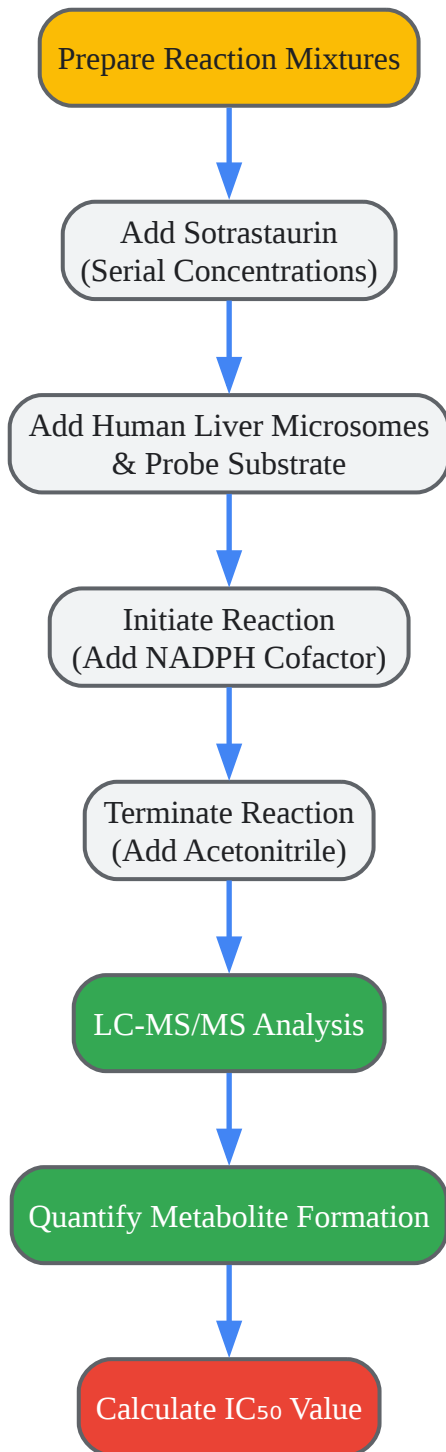 Prepare Reaction Mixtures
Add Sotrastaurin
(Serial Concentrations)
Add Human Liver Microsomes
& Probe Substrate
Initiate Reaction
(Add NADPH Cofactor)
Terminate Reaction
(Add Acetonitrile)
LC-MS/MS Analysis
Quantify Metabolite Formation
Calculate IC₅₀ Value